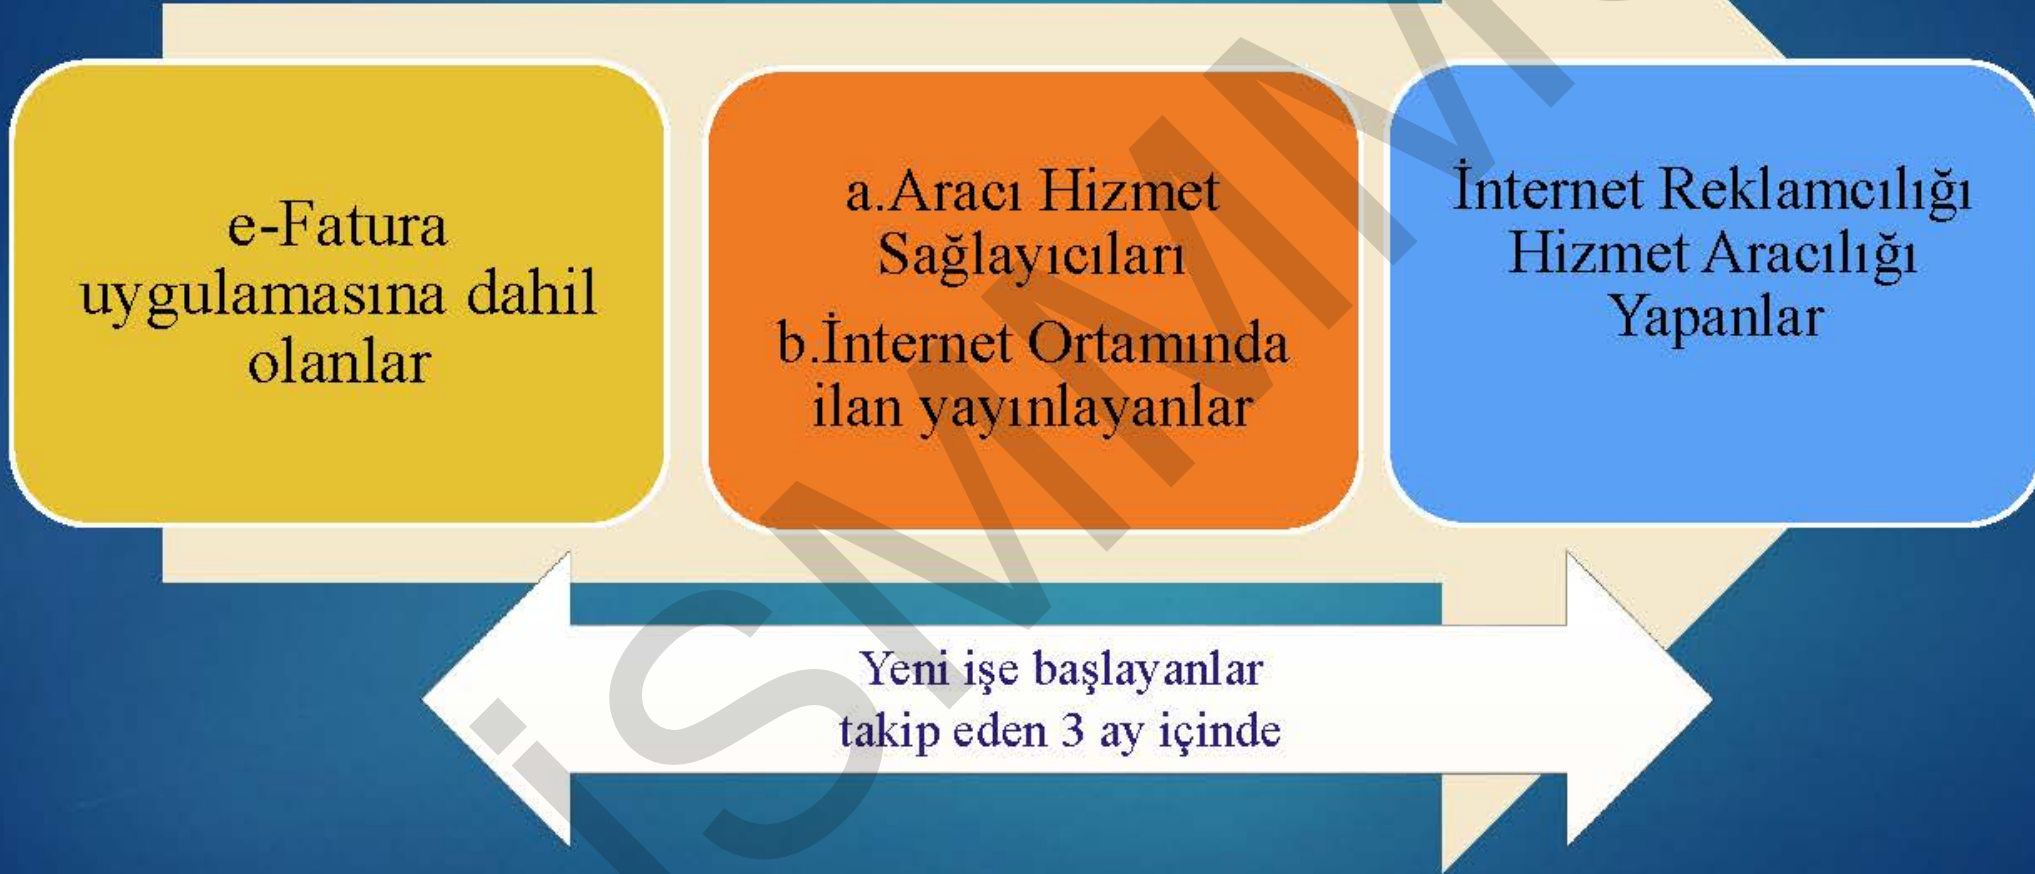 e-Fatura
uygulamasına dahil
olanlar
a.Aracı Hizmet
Sağlayıcıları
b.İnternet Ortamında
ilan yayınlayanlar
İnternet Reklamcılığı
Hizmet Aracılığı
Yapanlar
Yeni işe başlayanlar
takip eden 3 ay içinde